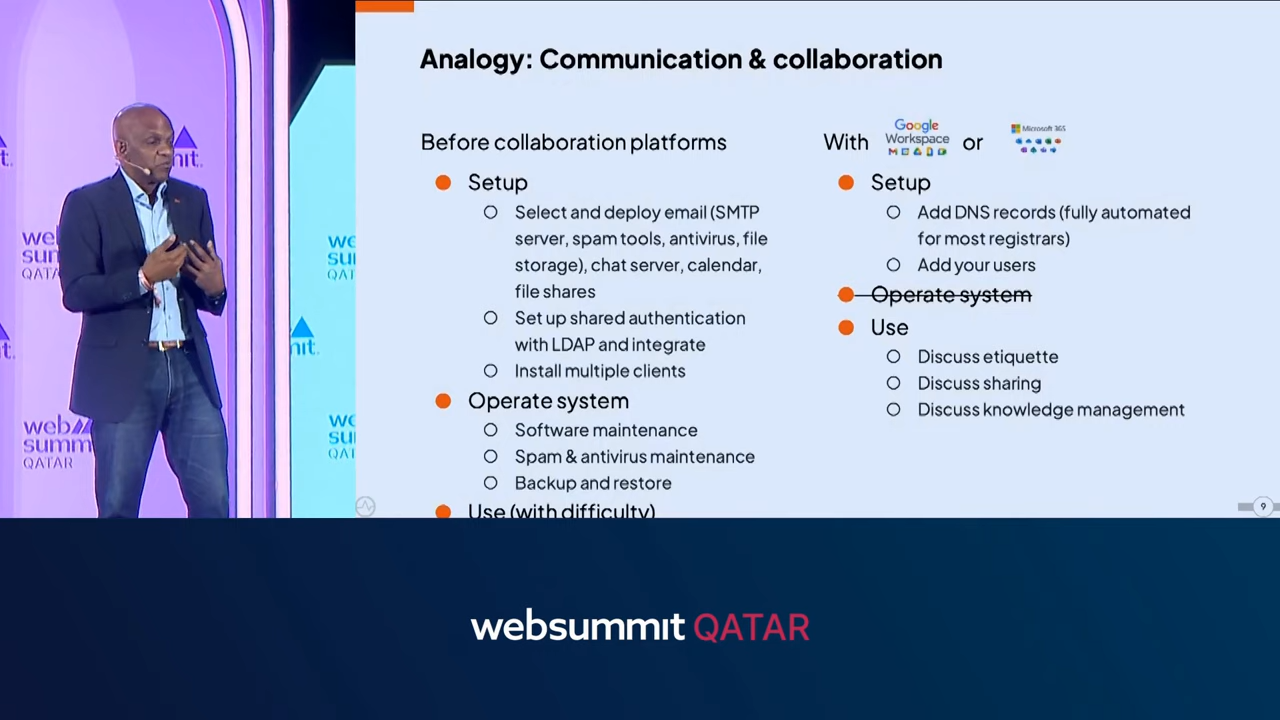 Analogy: Communication & collaboration
Before collaboration platforms
Setup
Select and deploy email (SMTP
server, spam tools, antivirus, file
storage), chat server, calendar,
file shares
Set up shared authentication
with LDAP and integrate
Install multiple clients
Operate system
Software maintenance
Spam & antivirus maintenance
Backup and restore
Use (with difficulty)
With Google Workspace or Microsoft 365
Setup
Add DNS records (fully automated
for most registrars)
Add your users
Operate system
Use
Discuss etiquette
Discuss sharing
Discuss knowledge management
9
web
summ
QATAR
websummit QATAR